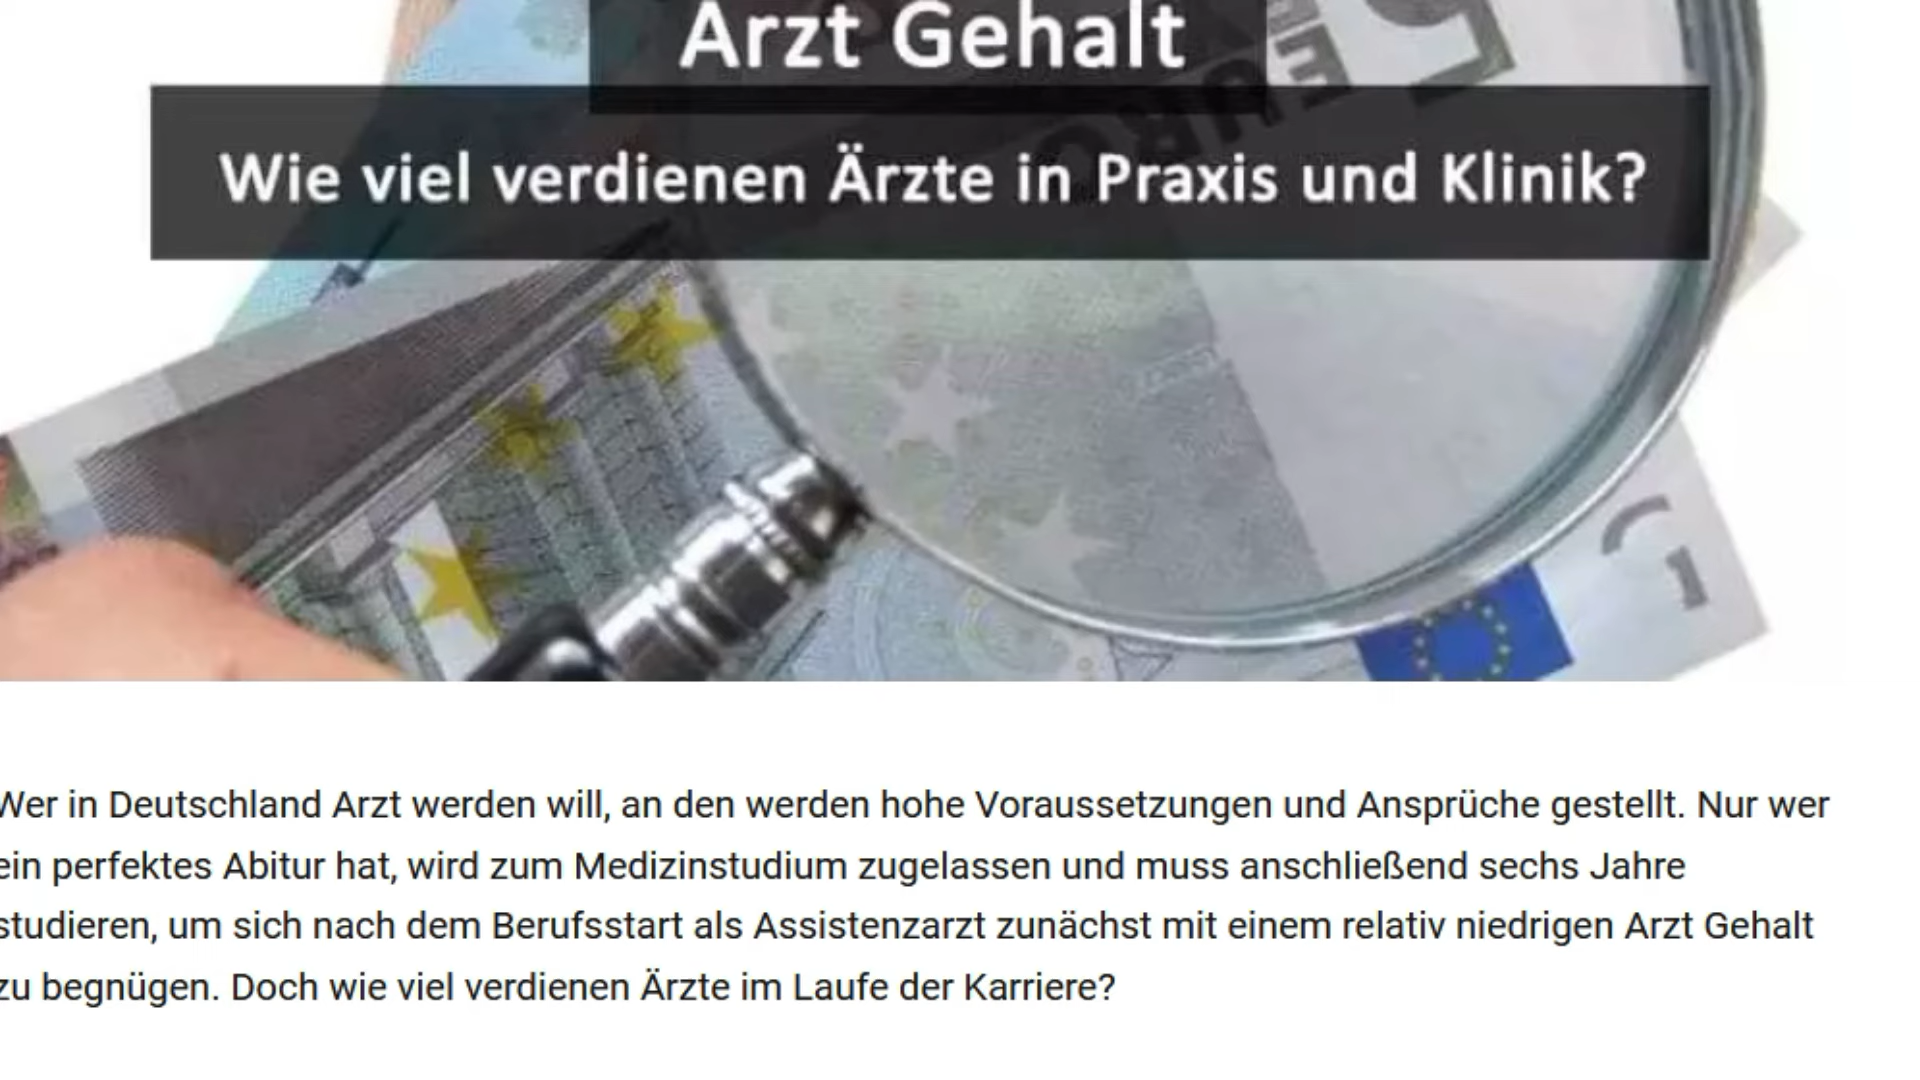 Arzt Gehalt
Wie viel verdienen Ärzte in Praxis und Klinik?
EURO
Wer in Deutschland Arzt werden will, an den werden hohe Voraussetzungen und Ansprüche gestellt. Nur wer
ein perfektes Abitur hat, wird zum Medizinstudium zugelassen und muss anschließend sechs Jahre
studieren, um sich nach dem Berufsstart als Assistenzarzt zunächst mit einem relativ niedrigen Arzt Gehalt
zu begnügen. Doch wie viel verdienen Ärzte im Laufe der Karriere?